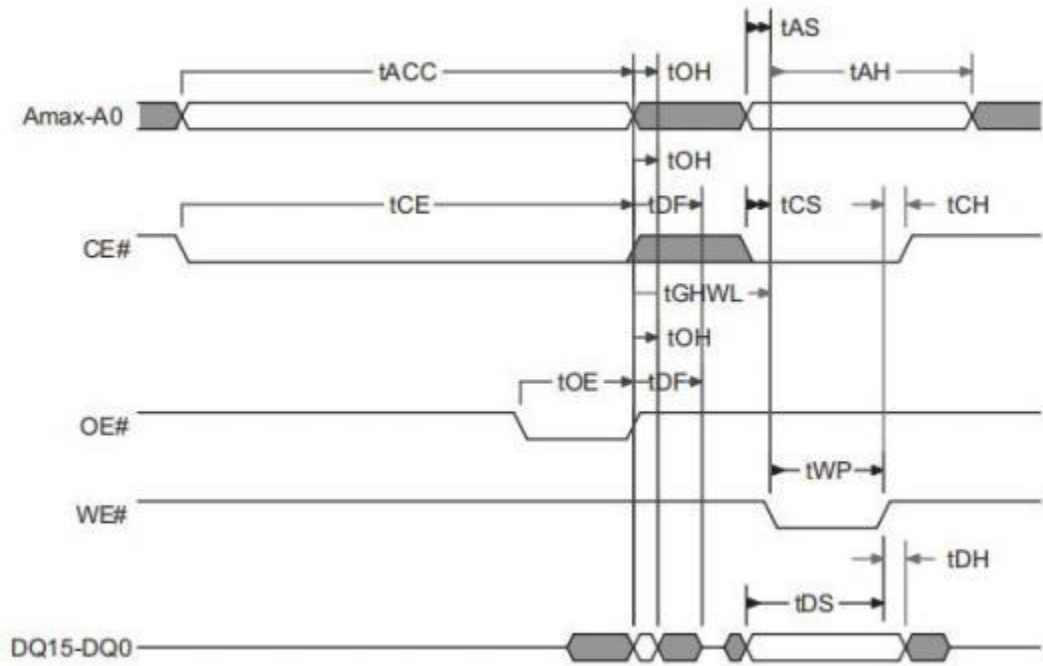 tAS
tACC
tOH
tAH
Amax-A0
tOH
tCE
tDF
tCS
tCH
CE#
tGHWL
tOH
tOE
tDF
OE#
tWP
WE#
tDH
tDS
DQ15-DQ0